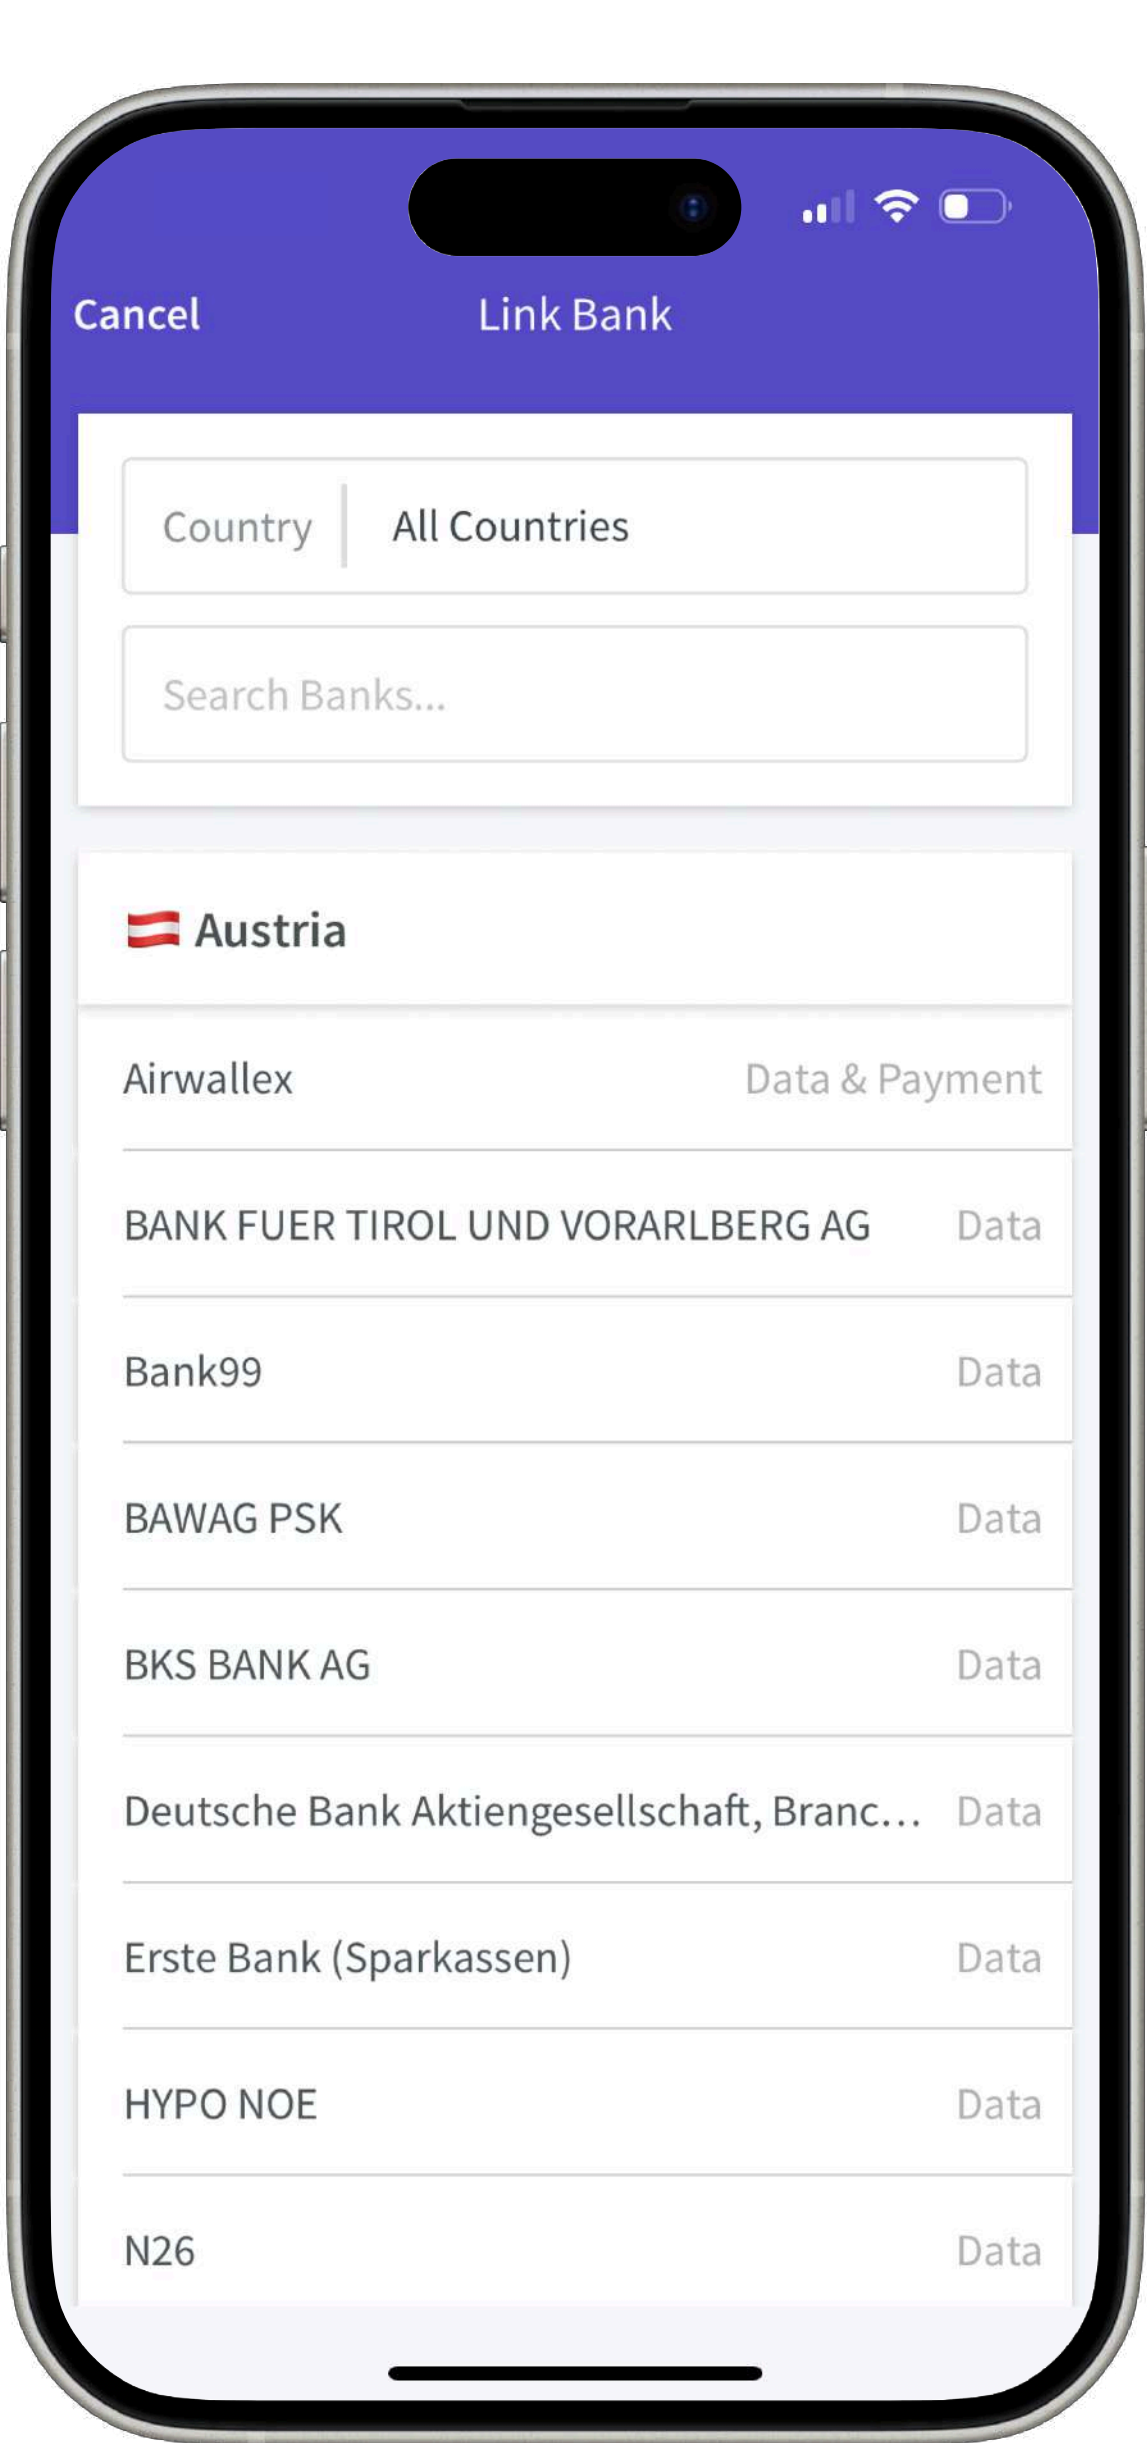 Cancel Link Bank
Country All Countries
Search Banks...
Austria
Airwallex Data & Payment
BANK FUER TIROL UND VORARLBERG AG Data
Bank99 Data
BAWAG PSK Data
BKS BANK AG Data
Deutsche Bank Aktiengesellschaft, Branc... Data
Erste Bank (Sparkassen) Data
HYPO NOE Data
N26 Data